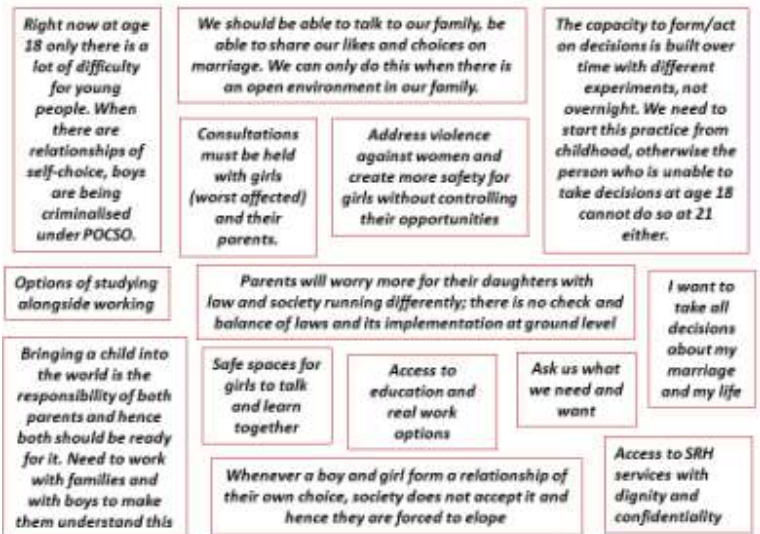 Right now at age
18 only there is a
lot of difficulty
for young
people. When
there are
relationships of
self-choice, boys
are being
criminalised
under POCSO.
We should be able to talk to our family, be
able to share our likes and choices on
marriage. We can only do this when there is
an open environment in our family.
The capacity to form/act
on decisions is built over
time with different
experiments, not
overnight. We need to
start this practice from
childhood, otherwise the
person who is unable to
take decisions at age 18
cannot do so at 21
either.
Consultations
must be held
with girls
(worst affected)
and their
parents.
Address violence
against women and
create more safety for
girls without controlling
their opportunities
Options of studying
alongside working
Parents will worry more for their daughters with
law and society running differently; there is no check and
balance of laws and its implementation at ground level
I want to
take all
decisions
about my
marriage
and my life
Bringing a child into
the world is the
responsibility of both
parents and hence
both should be ready
for it. Need to work
with families and
with boys to make
them understand this
Safe spaces for
girls to talk
and learn
together
Access to
education and
real work
options
Ask us what
we need and
want
Whenever a boy and girl form a relationship of
their own choice, society does not accept it and
hence they are forced to elope
Access to SRH
services with
dignity and
confidentiality